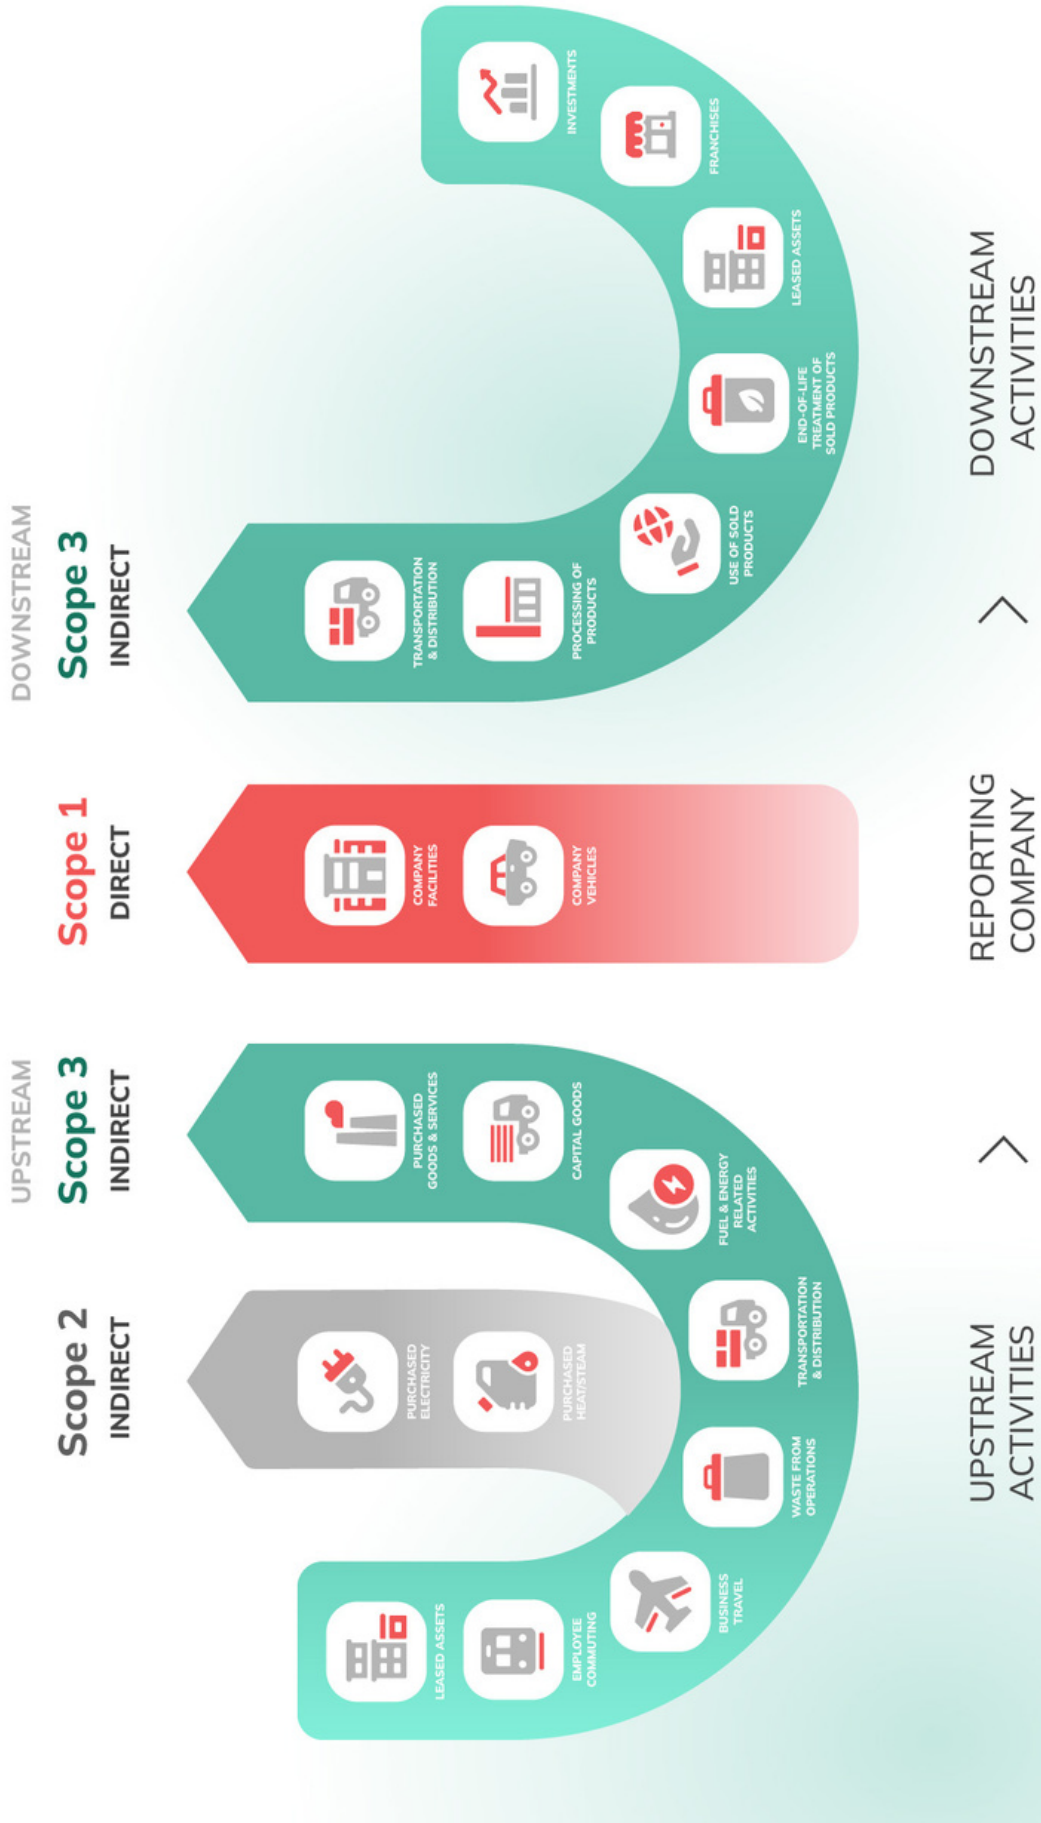 UPSTREAM
DOWNSTREAM
Scope 2
INDIRECT
Scope 3
INDIRECT
Scope 1
DIRECT
Scope 3
INDIRECT
LEASED ASSETS
EMPLOYEE
COMMUTING
BUSINESS
TRAVEL
WASTE FROM
OPERATIONS
TRANSPORTATION
& DISTRIBUTION
FUEL & ENERGY
RELATED
ACTIVITIES
CAPITAL GOODS
PURCHASED
GOODS & SERVICES
PURCHASED
ELECTRICITY
PURCHASED
HEAT/STEAM
COMPANY
FACILITIES
COMPANY
VEHICLES
TRANSPORTATION
& DISTRIBUTION
PROCESSING OF
PRODUCTS
USE OF SOLD
PRODUCTS
END-OF-LIFE
TREATMENT OF
SOLD PRODUCTS
LEASED ASSETS
FRANCHISES
INVESTMENTS
UPSTREAM
ACTIVITIES
REPORTING
COMPANY
DOWNSTREAM
ACTIVITIES